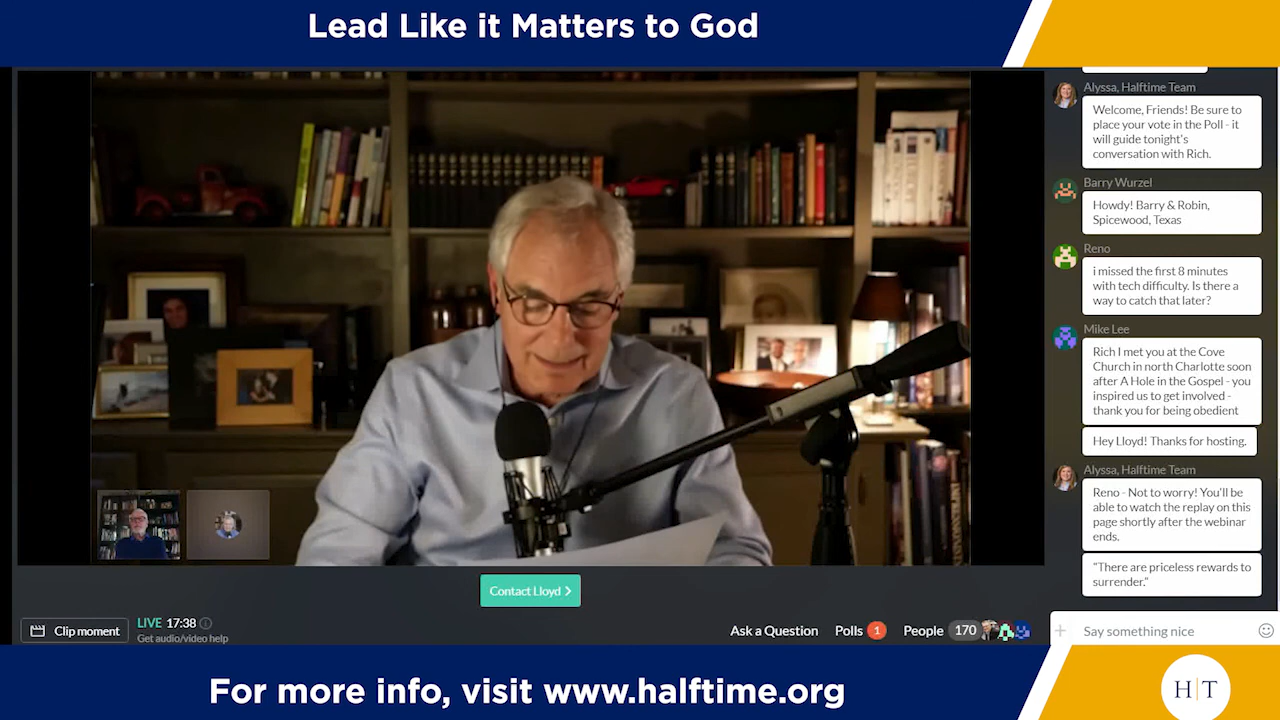 Lead Like it Matters to God
Alyssa, Halftime Team
Welcome, Friends! Be sure to
place your vote in the Poll - it
will guide tonight's
conversation with Rich.
Barry Wurzel
Howdy! Barry & Robin,
Spicewood, Texas
Reno
i missed the first 8 minutes
with tech difficulty. Is there a
way to catch that later?
Mike Lee
Rich I met you at the Cove
Church in north Charlotte soon
after A Hole in the Gospel - you
inspired us to get involved -
thank you for being obedient
Hey Lloyd! Thanks for hosting.
Alyssa, Halftime Team
Reno - Not to worry! You'll be
able to watch the replay on this
page shortly after the webinar
ends.
"There are priceless rewards to
surrender."
Contact Lloyd
Clip moment
LIVE 17:38
Get audio/video help
Ask a Question
Polls 1
People 170
Say something nice
For more info, visit www.halftime.org
H|T